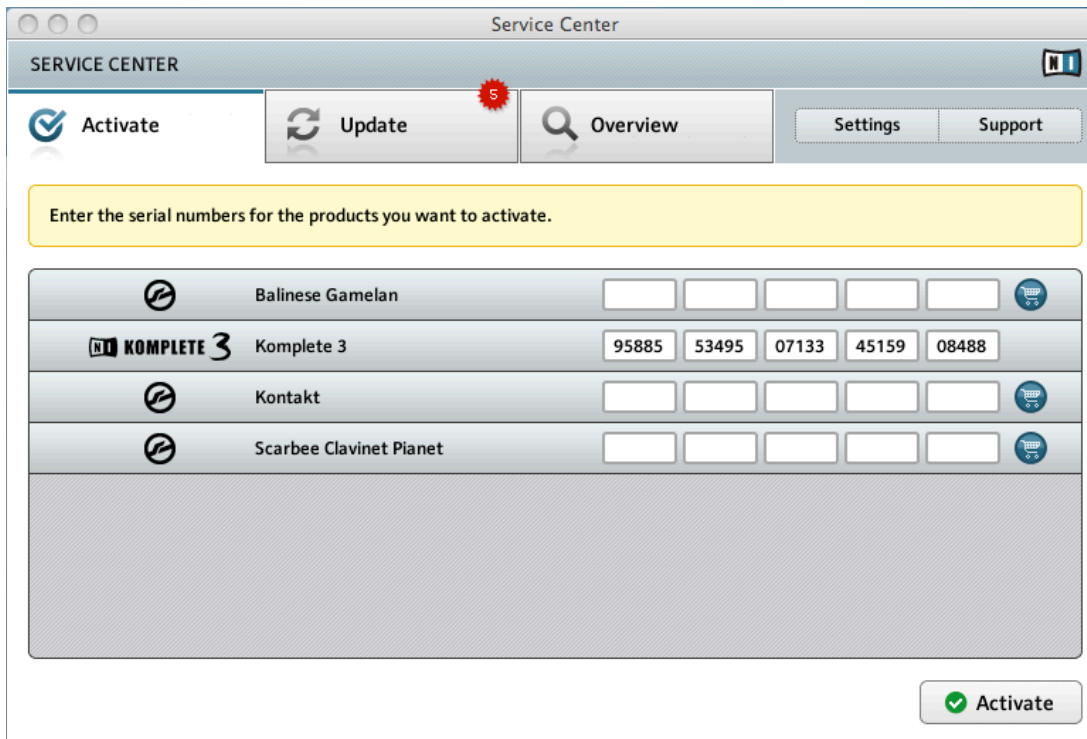 Service Center
SERVICE CENTER
NI
Activate
Update
5
Overview
Settings
Support
Enter the serial numbers for the products you want to activate.
Balinese Gamelan
NI KOMPLETE 3 Komplete 3 95885 53495 07133 45159 08488
Kontakt
Scarbee Clavinet Pianet
Activate